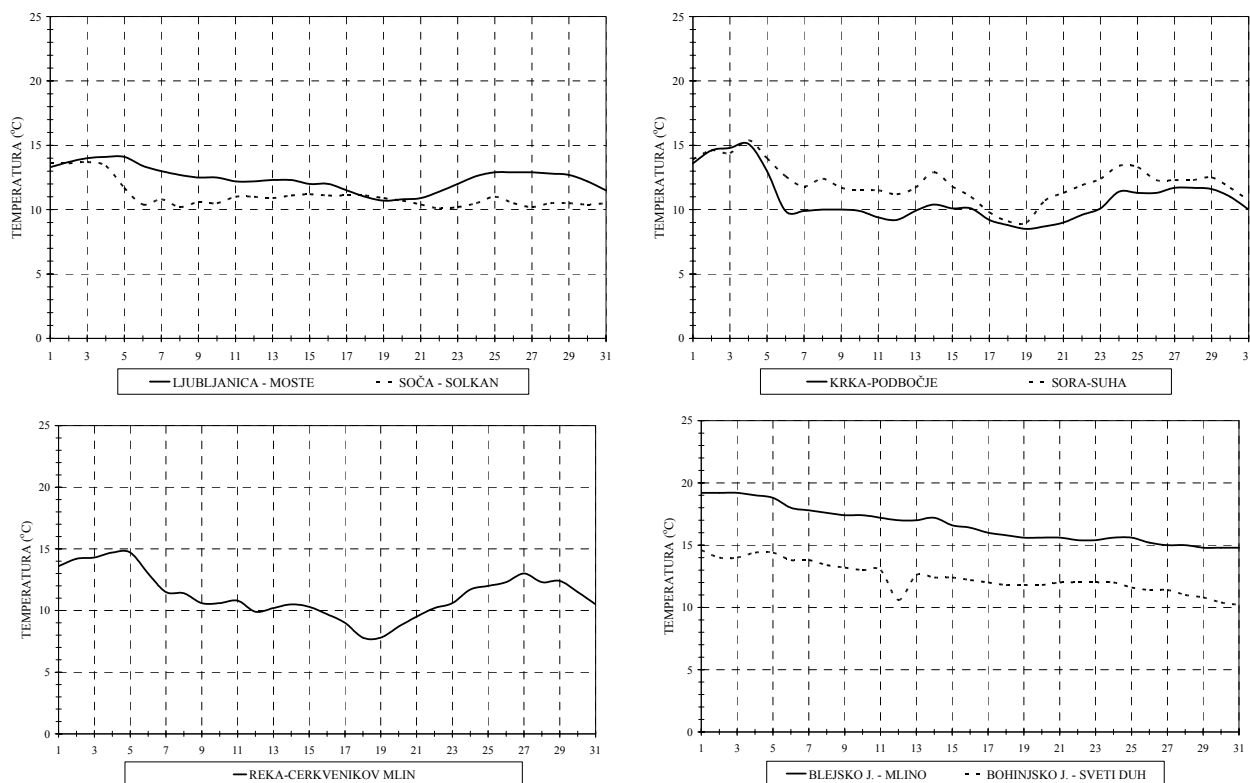 25
20
15
10
5
0
TEMPERATURA (°C)
1 3 5 7 9 11 13 15 17 19 21 23 25 27 29 31
LJUBLJANICA - MOSTE SOČA - SOLKAN
25
20
15
10
5
0
TEMPERATURA (°C)
1 3 5 7 9 11 13 15 17 19 21 23 25 27 29 31
KRKA-PODBOČJE SORA-SUHA
25
20
15
10
5
0
TEMPERATURA (°C)
1 3 5 7 9 11 13 15 17 19 21 23 25 27 29 31
REKA-CERKVENIKOV MLIN
25
20
15
10
5
0
TEMPERATURA (°C)
1 3 5 7 9 11 13 15 17 19 21 23 25 27 29 31
BLEJSKO J. - MLINO BOHINJSKO J. - SVETI DUH